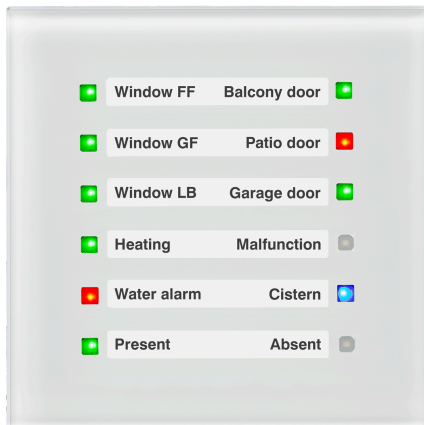 Window FF Balcony door
Window GF Patio door
Window LB Garage door
Heating Malfunction
Water alarm Cistern
Present Absent